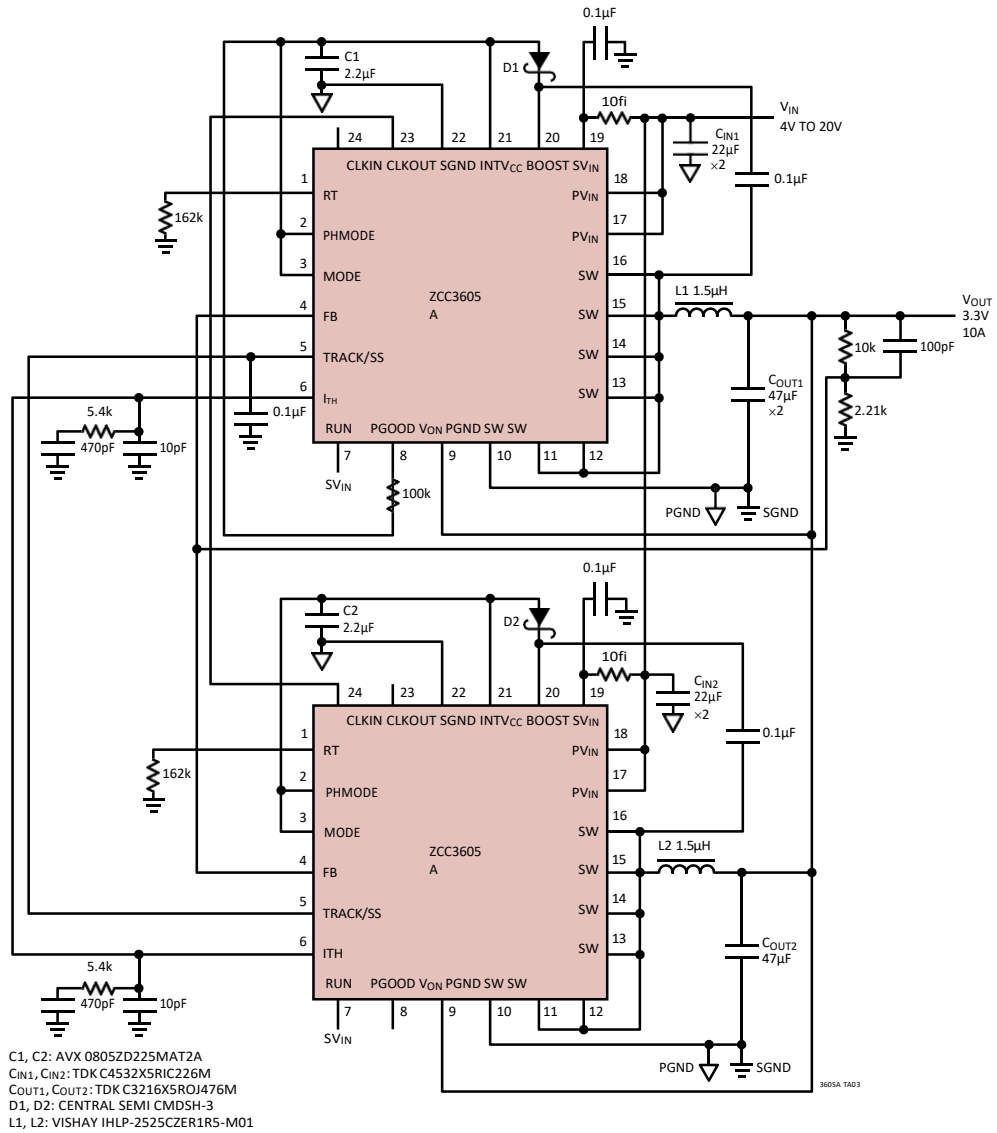 0.1µF
C1
2.2µF
D1
10fi
VIN
4V TO 20V
CIN1
22µF
×2
0.1µF
24 23 22 21 20 19
CLKIN CLKOUT SGND INTVCC BOOST SVIN
1 RT
162k
2 PHMODE
3 MODE
4 FB
5 TRACK/SS
6 ITH
18 PVIN
17 PVIN
16 SW
15 SW
14 SW
13 SW
ZCC3605
A
L1 1.5µH
VOUT
3.3V
10A
10k
100pF
COUT1
47µF
×2
2.21k
5.4k
470pF
10pF
0.1µF
RUN PGOOD VON PGND SW SW
7 8 9 10 11 12
SVIN
100k
PGND
SGND
0.1µF
C2
2.2µF
D2
10fi
CIN2
22µF
×2
0.1µF
24 23 22 21 20 19
CLKIN CLKOUT SGND INTVCC BOOST SVIN
1 RT
162k
2 PHMODE
3 MODE
4 FB
5 TRACK/SS
6 ITH
18 PVIN
17 PVIN
16 SW
15 SW
14 SW
13 SW
ZCC3605
A
L2 1.5µH
COUT2
47µF
5.4k
470pF
10pF
RUN PGOOD VON PGND SW SW
7 8 9 10 11 12
SVIN
PGND
SGND
C1, C2: AVX 0805ZD225MAT2A
CIN1, CIN2: TDK C4532X5RIC226M
COUT1, COUT2: TDK C3216X5ROJ476M
D1, D2: CENTRAL SEMI CMDSH-3
L1, L2: VISHAY IHLP-2525CZER1R5-M01
3605A TA03